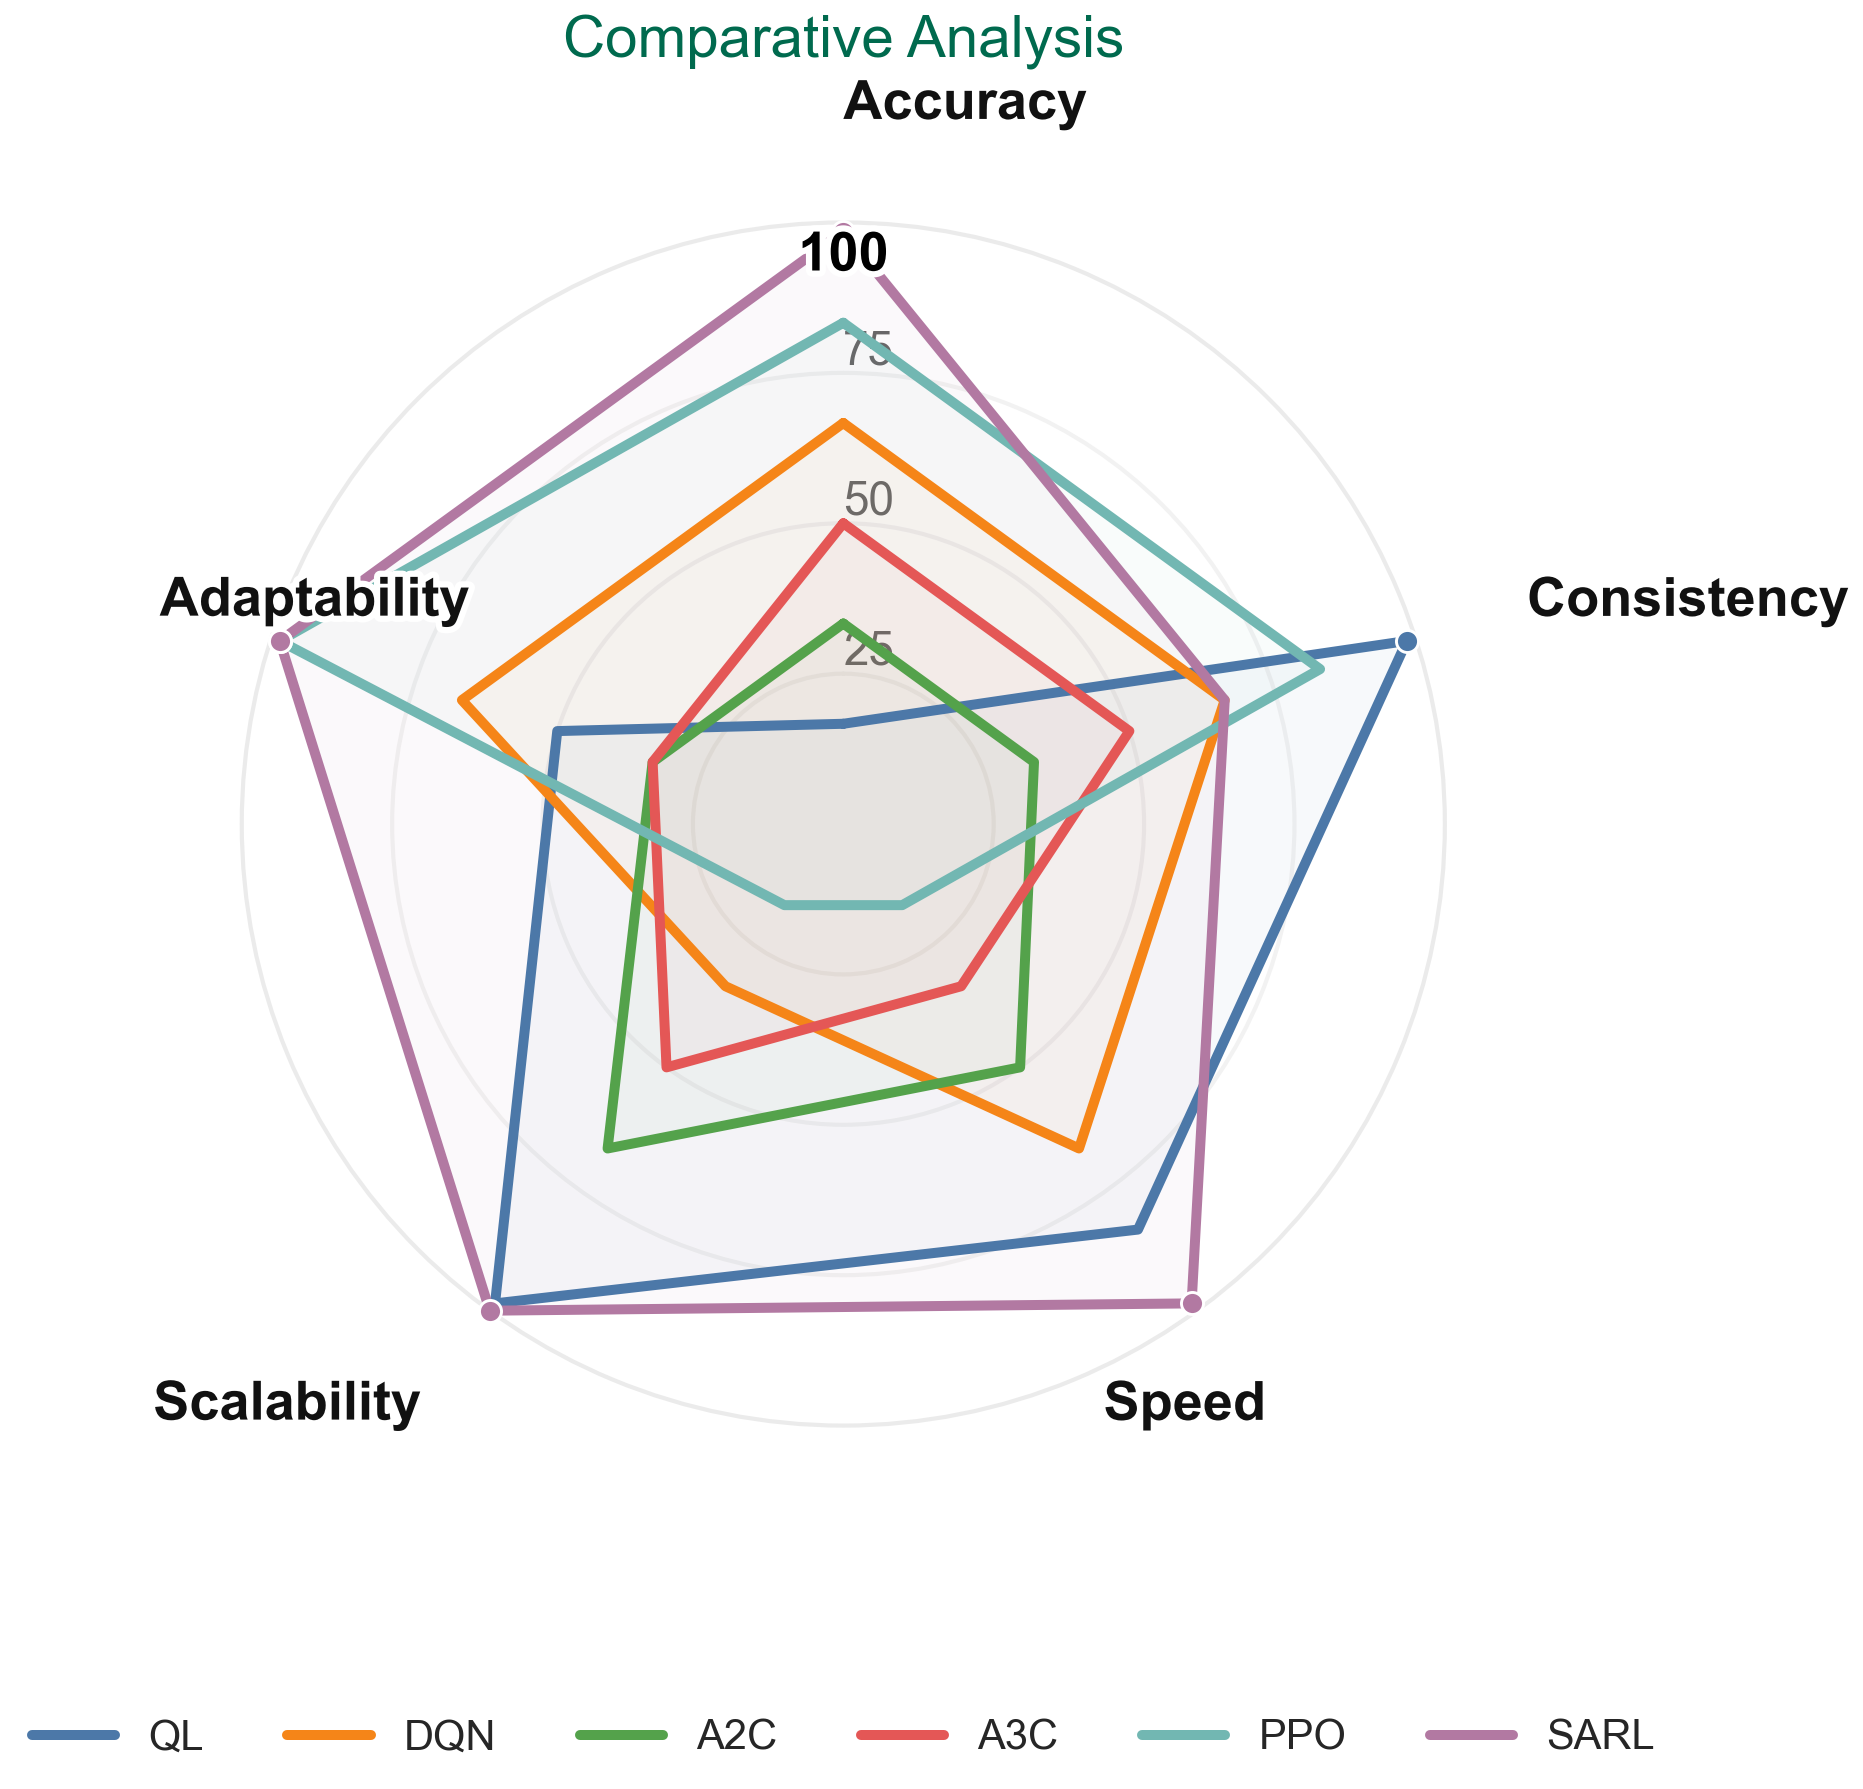 Comparative Analysis
Accuracy
100
75
50
25
Adaptability
Consistency
Scalability
Speed
QL DQN A2C A3C PPO SARL